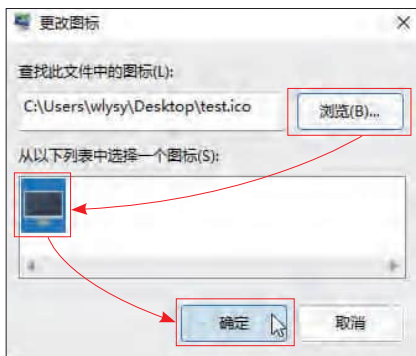 更改图标
查找此文件中的图标(L):
C:\Users\wlysy\Desktop\test.ico
浏览(B)...
从以下列表中选择一个图标(S):
确定
取消